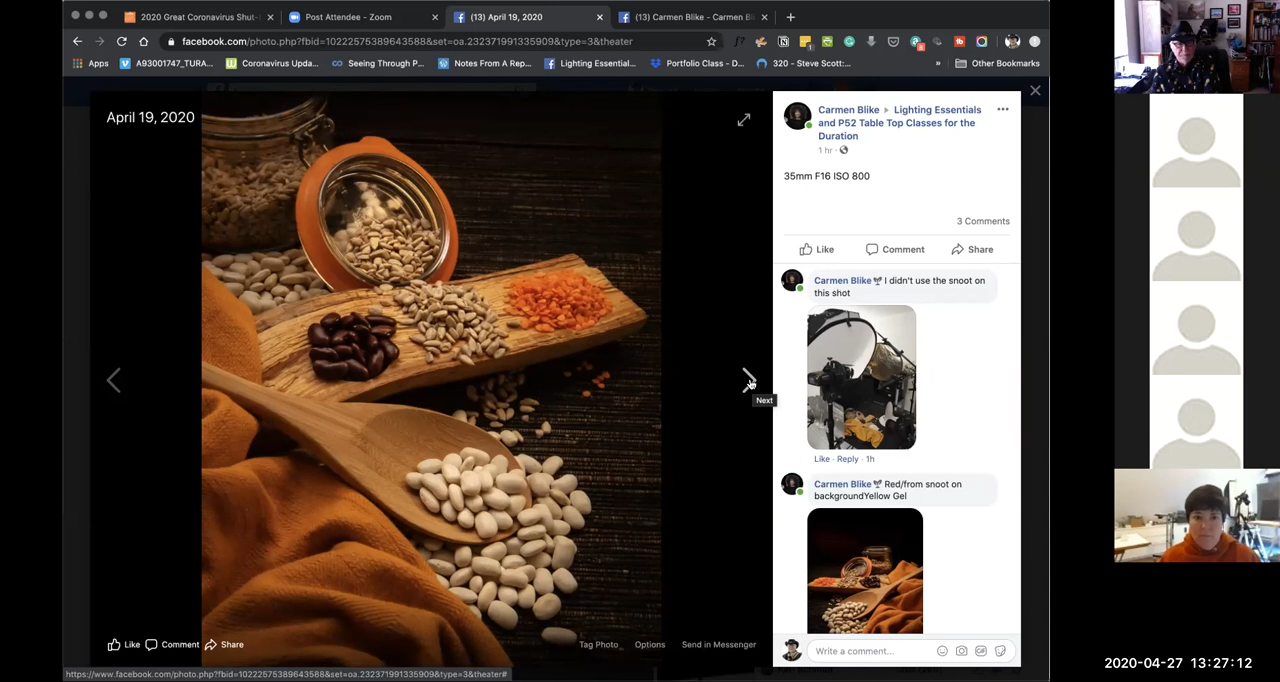 2020 Great Coronavirus Shut-
Post Attendee - Zoom
(13) April 19, 2020
(13) Carmen Blike - Carmen Bli
facebook.com/photo.php?fbid=10222575389643588&set=oa.232371991335909&type=3&theater
Apps
A93001747_TURA...
Coronavirus Upda...
Seeing Through P...
Notes From A Rep...
Lighting Essential...
Portfolio Class - D...
320 - Steve Scott:...
»
Other Bookmarks
April 19, 2020
Carmen Blike ▸ Lighting Essentials
and P52 Table Top Classes for the
Duration
1 hr ·
35mm F16 ISO 800
3 Comments
Like Comment Share
Carmen Blike I didn't use the snoot on
this shot
Like · Reply · 1h
Carmen Blike Red/from snoot on
backgroundYellow Gel
Next
Like Comment Share
Tag Photo Options Send in Messenger
Write a comment...
GIF
https://www.facebook.com/photo.php?fbid=10222575389643588&set=oa.232371991335909&type=3&theater#
2020-04-27 13:27:12